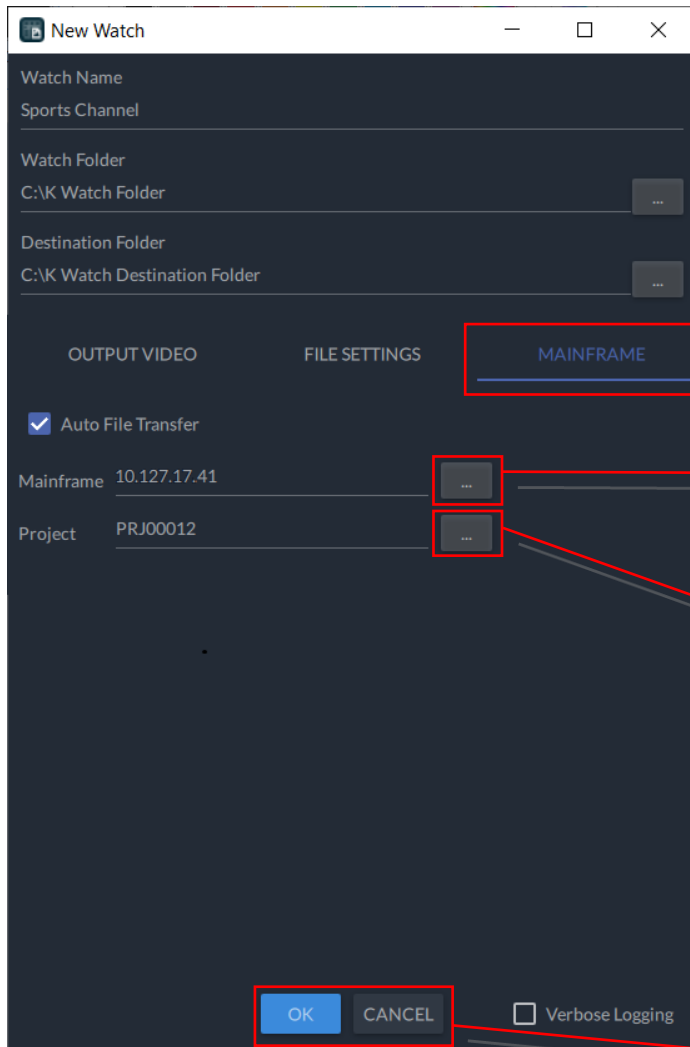 New Watch
Watch Name
Sports Channel
Watch Folder
C:\K Watch Folder
...
Destination Folder
C:\K Watch Destination Folder
...
OUTPUT VIDEO FILE SETTINGS MAINFRAME
Auto File Transfer
Mainframe 10.127.17.41 ...
Project PRJ00012 ...
OK CANCEL Verbose Logging